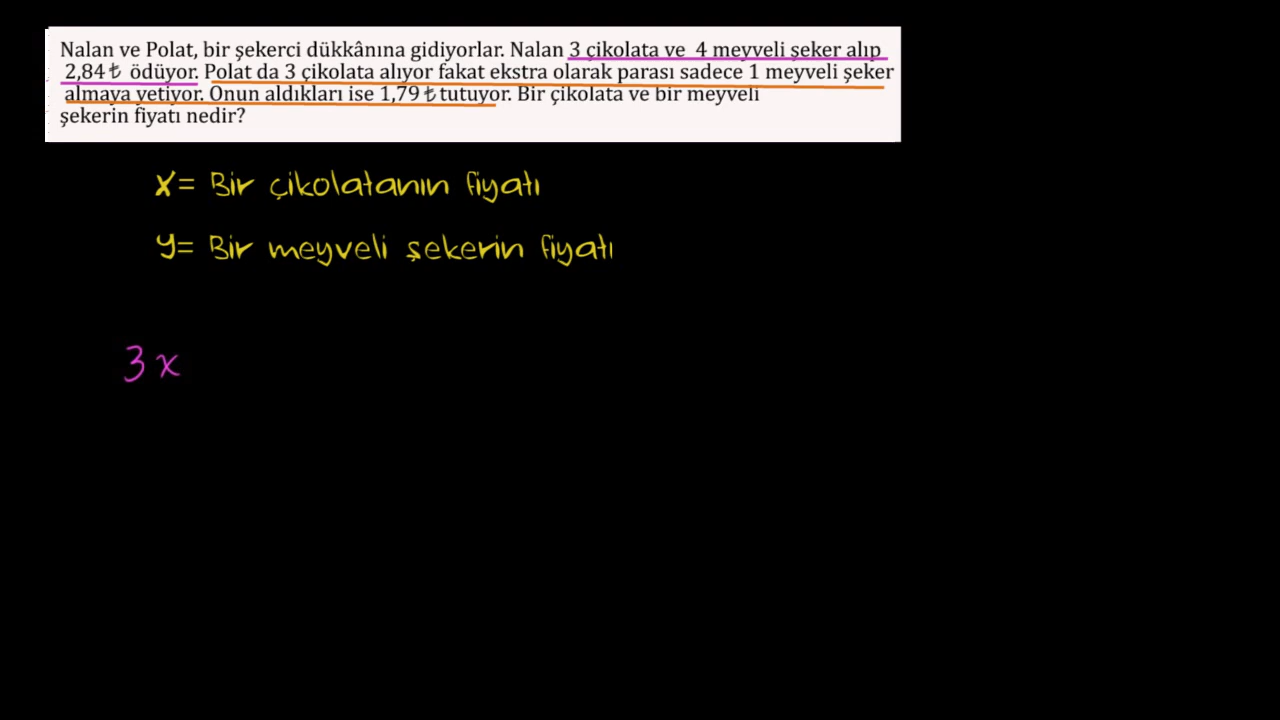 Nalan ve Polat, bir şekerci dükkânına gidiyorlar. Nalan 3 çikolata ve 4 meyveli şeker alıp
2,84 ₺ ödüyor. Polat da 3 çikolata alıyor fakat ekstra olarak parası sadece 1 meyveli şeker
almaya yetiyor. Onun aldıkları ise 1,79 ₺ tutuyor. Bir çikolata ve bir meyveli
şekerin fiyatı nedir?
x= Bir çikolatanın fiyatı
y= Bir meyveli şekerin fiyatı
3x